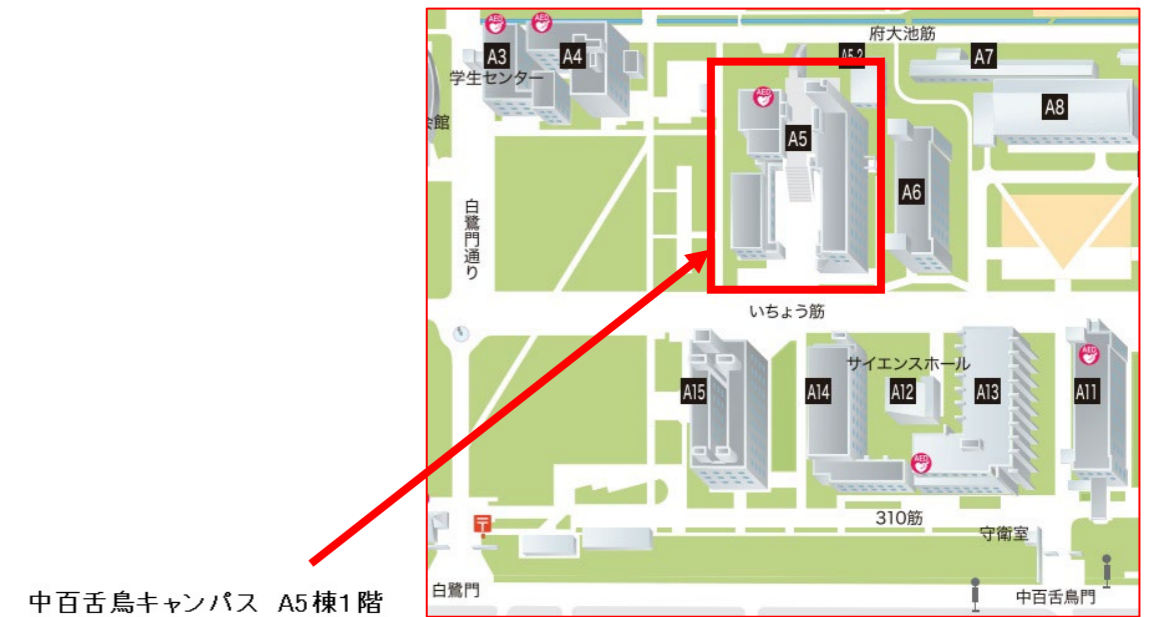 府大池筋
AED
AED
A3
A4
A5-2
A7
学生センター
AED
A8
会館
A5
A6
白鷺門通り
いちょう筋
AED
サイエンスホール
A15
A14
A12
A13
A11
AED
〒
310筋
守衛室
白鷺門
中百舌鳥門
中百舌鳥キャンパス A5棟1階